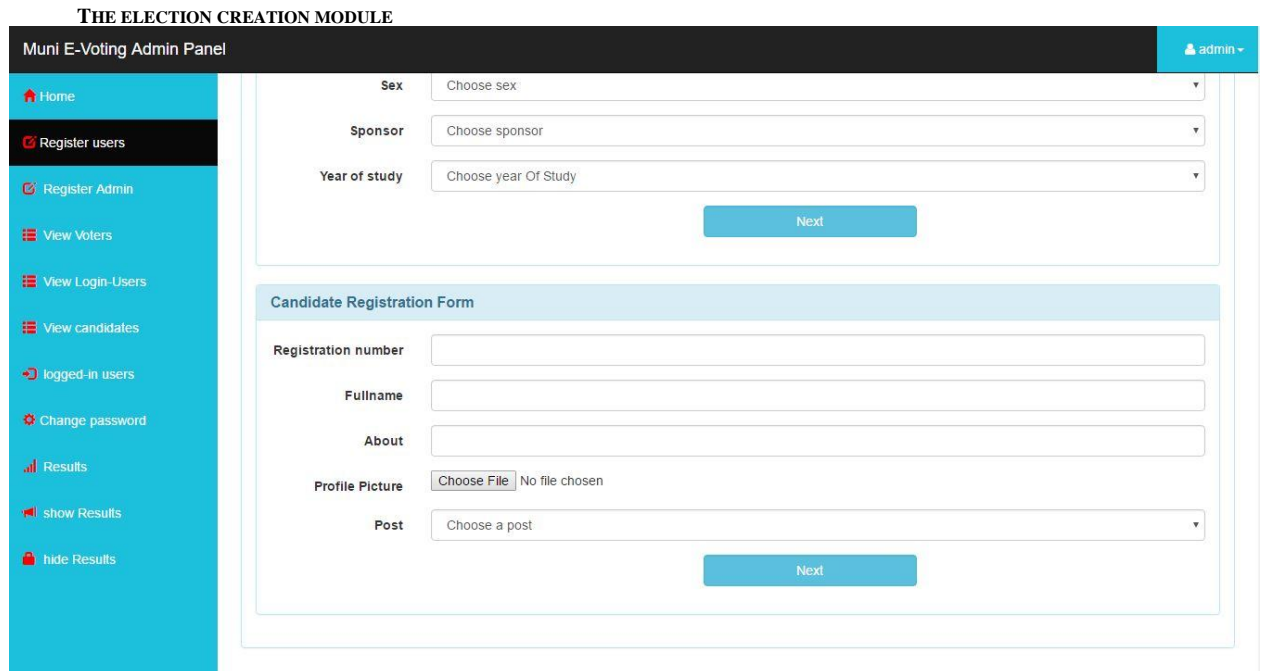 THE ELECTION CREATION MODULE
Muni E-Voting Admin Panel
admin
Home
Register users
Register Admin
View Voters
View Login-Users
View candidates
logged-in users
Change password
Results
show Results
hide Results
Sex Choose sex
Sponsor Choose sponsor
Year of study Choose year Of Study
Next
Candidate Registration Form
Registration number
Fullname
About
Profile Picture Choose File No file chosen
Post Choose a post
Next